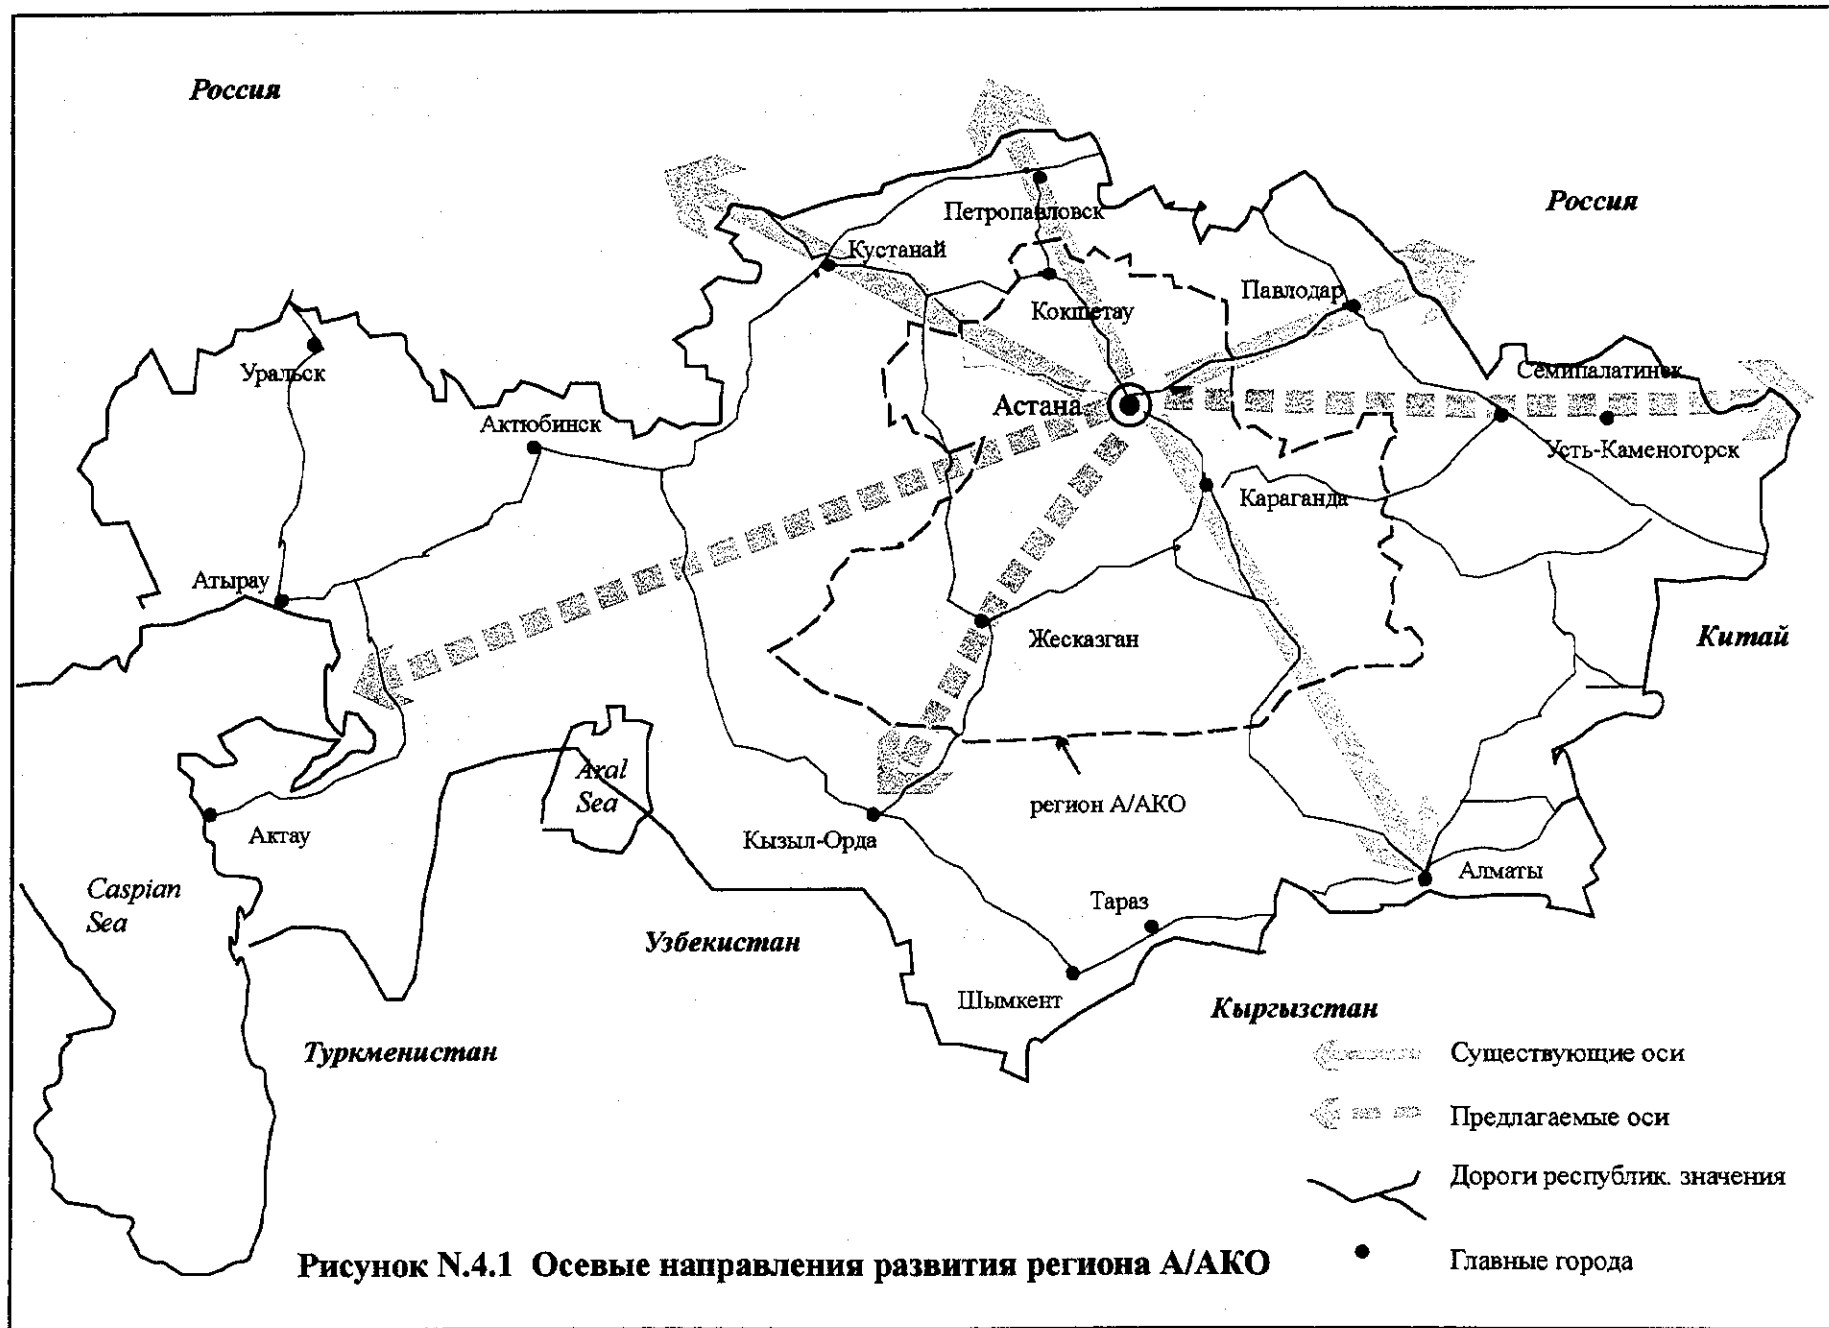 Россия
Россия
Петропавловск
Кустанай
Павлодар
Кокшетау
Уральск
Семипалатинск
Астана
Актюбинск
Усть-Каменогорск
Караганда
Атырау
Жесказган
Китай
Aral
Sea
регион А/АКО
Актау
Кызыл-Орда
Алматы
Caspian
Sea
Тараз
Узбекистан
Шымкент
Кыргызстан
Туркменистан
Существующие оси
Предлагаемые оси
Дороги республик. значения
Главные города
Рисунок N.4.1 Осевые направления развития региона А/АКО